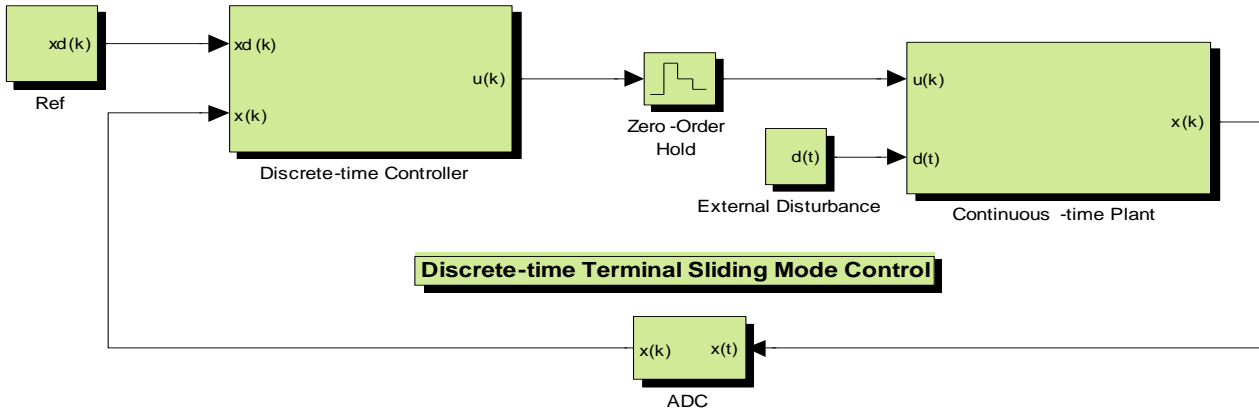 xd(k)
Ref
xd(k)
x(k)
u(k)
Discrete-time Controller
Zero -Order
Hold
d(t)
External Disturbance
u(k)
d(t)
x(k)
Continuous -time Plant
Discrete-time Terminal Sliding Mode Control
x(k)
x(t)
ADC